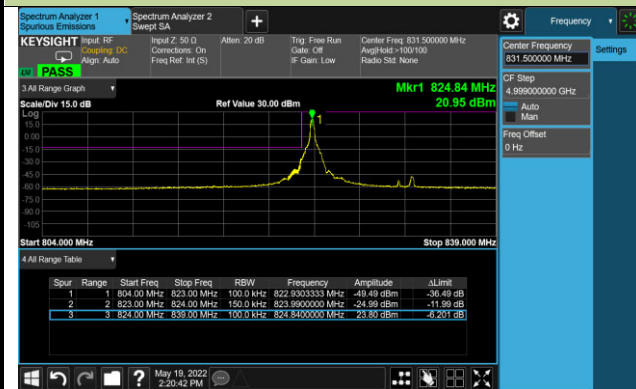 Spectrum Analyzer 1
Spurious Emissions
Spectrum Analyzer 2
Swept SA
+
Frequency
KEYSIGHT
Input: RF
Coupling: DC
Align: Auto
Input Z: 50 Ω
Corrections: On
Freq Ref: Int (S)
Atten: 20 dB
Trig: Free Run
Gate: Off
IF Gain: Low
Center Freq: 831.500000 MHz
Avg|Hold:>100/100
Radio Std: None
PASS
Center Frequency
831.500000 MHz
Settings
CF Step
4.999000000 GHz
Auto
Man
Freq Offset
0 Hz
3 All Range Graph
Mkr1 824.84 MHz
20.95 dBm
Scale/Div 15.0 dB
Ref Value 30.00 dBm
Log
15.0
0.00
-15.0
-30.0
-45.0
-60.0
-75.0
-90.0
-105
1
Start 804.000 MHz
Stop 839.000 MHz
4 All Range Table
Spur Range Start Freq Stop Freq RBW Frequency Amplitude ΔLimit
1 1 804.00 MHz 823.00 MHz 100.0 kHz 822.9303333 MHz -49.49 dBm -36.49 dB
2 2 823.00 MHz 824.00 MHz 150.0 kHz 823.9900000 MHz -24.99 dBm -11.99 dB
3 3 824.00 MHz 839.00 MHz 100.0 kHz 824.8400000 MHz 23.80 dBm -6.201 dB
?
May 19, 2022
2:20:42 PM